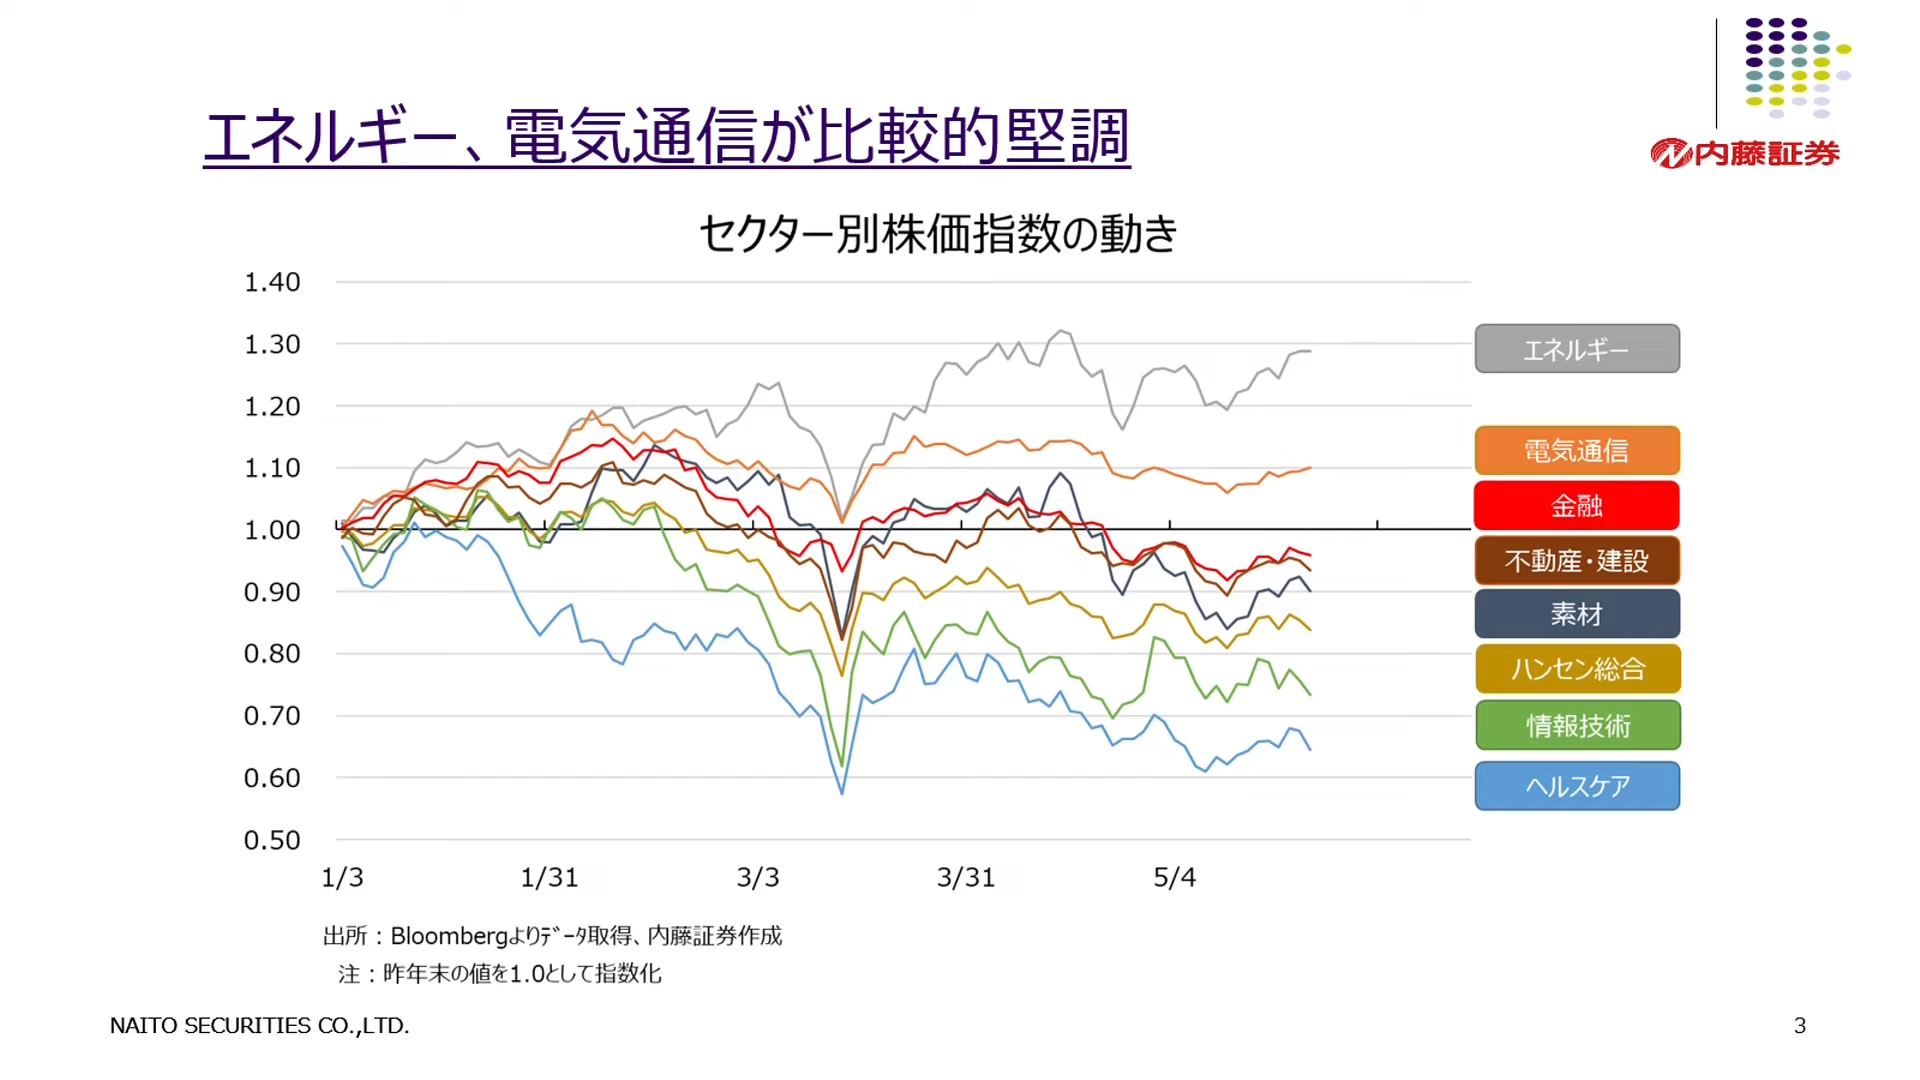 内藤証券
エネルギー、電気通信が比較的堅調
セクター別株価指数の動き
1.40
1.30
1.20
1.10
1.00
0.90
0.80
0.70
0.60
0.50
1/3 1/31 3/3 3/31 5/4
エネルギー
電気通信
金融
不動産・建設
素材
ハンセン総合
情報技術
ヘルスケア
出所：Bloombergよりﾃﾞｰﾀ取得、内藤証券作成
注：昨年末の値を1.0として指数化
NAITO SECURITIES CO.,LTD.
3